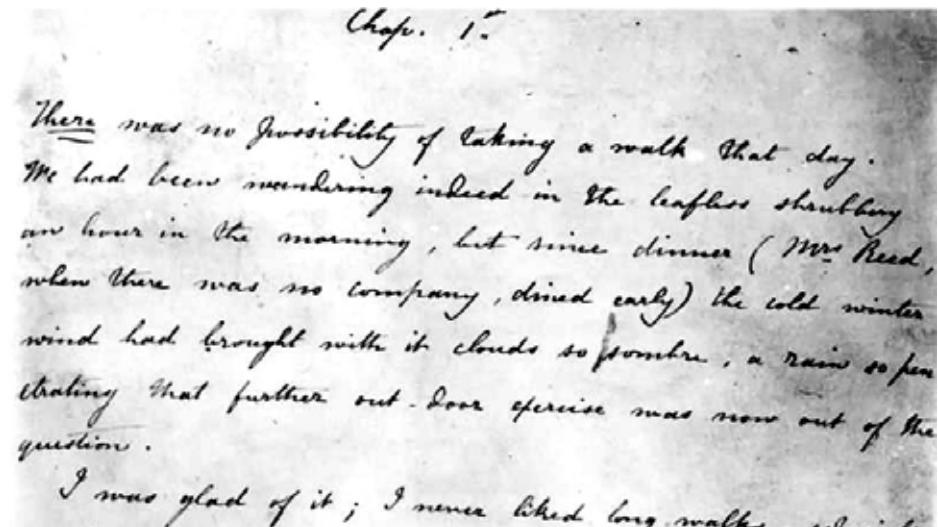 Chap. 1st
There was no possibility of taking a walk that day.
We had been wandering indeed in the leafless shrubbery
an hour in the morning, but since dinner (Mrs Reed,
when there was no company, dined early) the cold winter
wind had brought with it clouds so sombre, a rain so pen
etrating that further out-door exercise was now out of the
question.
I was glad of it; I never liked long walks